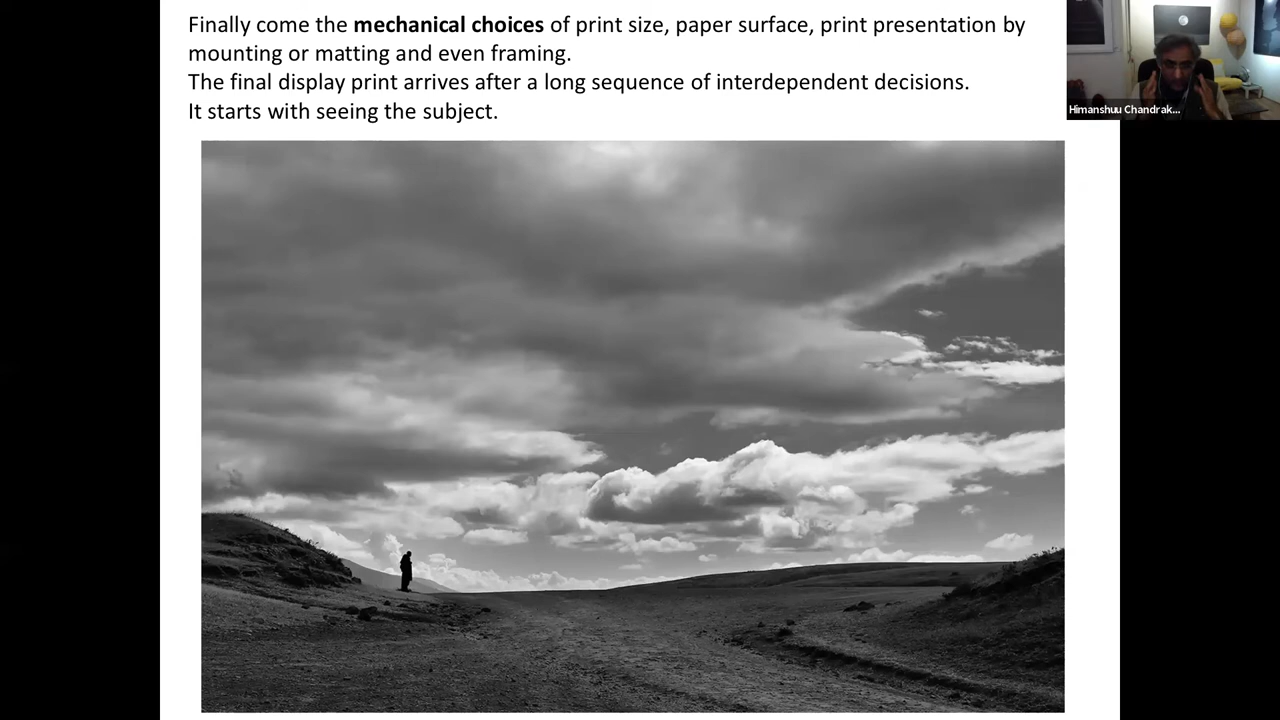 Finally come the mechanical choices of print size, paper surface, print presentation by
mounting or matting and even framing.
The final display print arrives after a long sequence of interdependent decisions.
It starts with seeing the subject.
Himanshuu Chandrak...